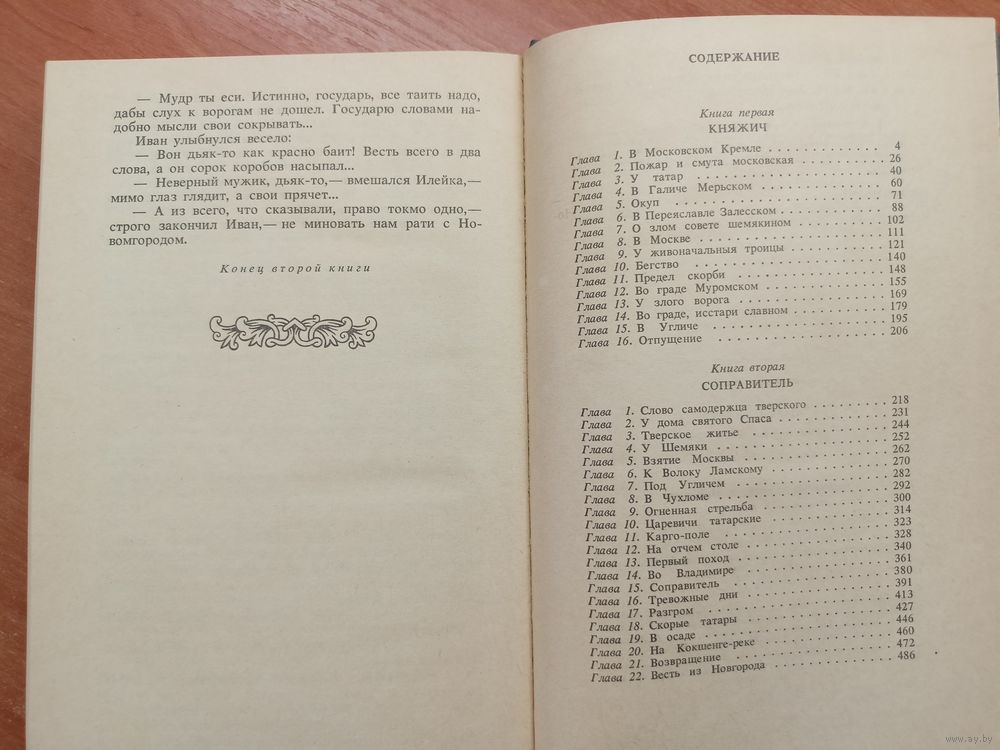 — Мудр ты еси. Истинно, государь, все таить надо,
дабы слух к ворогам не дошел. Государю словами на-
добно мысли свои сокрывать...
Иван улыбнулся весело:
— Вон дьяк-то как красно баит! Весть всего в два
слова, а он сорок коробов насыпал...
— Неверный мужик, дьяк-то,— вмешался Илейка,—
мимо глаз глядит, а свои прячет...
— А из всего, что сказывали, право токмо одно,—
строго закончил Иван,— не миновать нам рати с Но-
вомгородом.
Конец второй книги
СОДЕРЖАНИЕ
Книга первая
КНЯЖИЧ
Глава 1. В Московском Кремле . . . . . . . . . . 4
Глава 2. Пожар и смута московская . . . . . . . . 26
Глава 3. У татар . . . . . . . . . . . . . . . 40
Глава 4. В Галиче Мерьском . . . . . . . . . . . 60
Глава 5. Окуп . . . . . . . . . . . . . . . . 71
Глава 6. В Переяславле Залесском . . . . . . . . . 88
Глава 7. О злом совете шемякином . . . . . . . . . 102
Глава 8. В Москве . . . . . . . . . . . . . . 111
Глава 9. У живоначальныя троицы . . . . . . . . . 121
Глава 10. Бегство . . . . . . . . . . . . . . . 140
Глава 11. Предел скорби . . . . . . . . . . . . . 148
Глава 12. Во граде Муромском . . . . . . . . . . . 155
Глава 13. У злого ворога . . . . . . . . . . . . . 169
Глава 14. Во граде, исстари славном . . . . . . . . 179
Глава 15. В Угличе . . . . . . . . . . . . . . 195
Глава 16. Отпущение . . . . . . . . . . . . . . 206
Книга вторая
СОПРАВИТЕЛЬ
Глава 1. Слово самодержца тверского . . . . . . . . 218
Глава 2. У дома святого Спаса . . . . . . . . . . 231
Глава 3. Тверское житье . . . . . . . . . . . . 244
Глава 4. У Шемяки . . . . . . . . . . . . . . 252
Глава 5. Взятие Москвы . . . . . . . . . . . . 262
Глава 6. К Волоку Ламскому . . . . . . . . . . . 270
Глава 7. Под Угличем . . . . . . . . . . . . . 282
Глава 8. В Чухломе . . . . . . . . . . . . . . 292
Глава 9. Огненная стрельба . . . . . . . . . . . 300
Глава 10. Царевичи татарские . . . . . . . . . . . 314
Глава 11. Карго-поле . . . . . . . . . . . . . . 323
Глава 12. На отчем столе . . . . . . . . . . . . 328
Глава 13. Первый поход . . . . . . . . . . . . . 340
Глава 14. Во Владимире . . . . . . . . . . . . . 361
Глава 15. Соправитель . . . . . . . . . . . . . 380
Глава 16. Тревожные дни . . . . . . . . . . . . 391
Глава 17. Разгром . . . . . . . . . . . . . . . 413
Глава 18. Скорые татары . . . . . . . . . . . . 427
Глава 19. В осаде . . . . . . . . . . . . . . . 446
Глава 20. На Кокшенге-реке . . . . . . . . . . . 460
Глава 21. Возвращение . . . . . . . . . . . . . 472
Глава 22. Весть из Новгорода . . . . . . . . . . . 486
www.ay.by